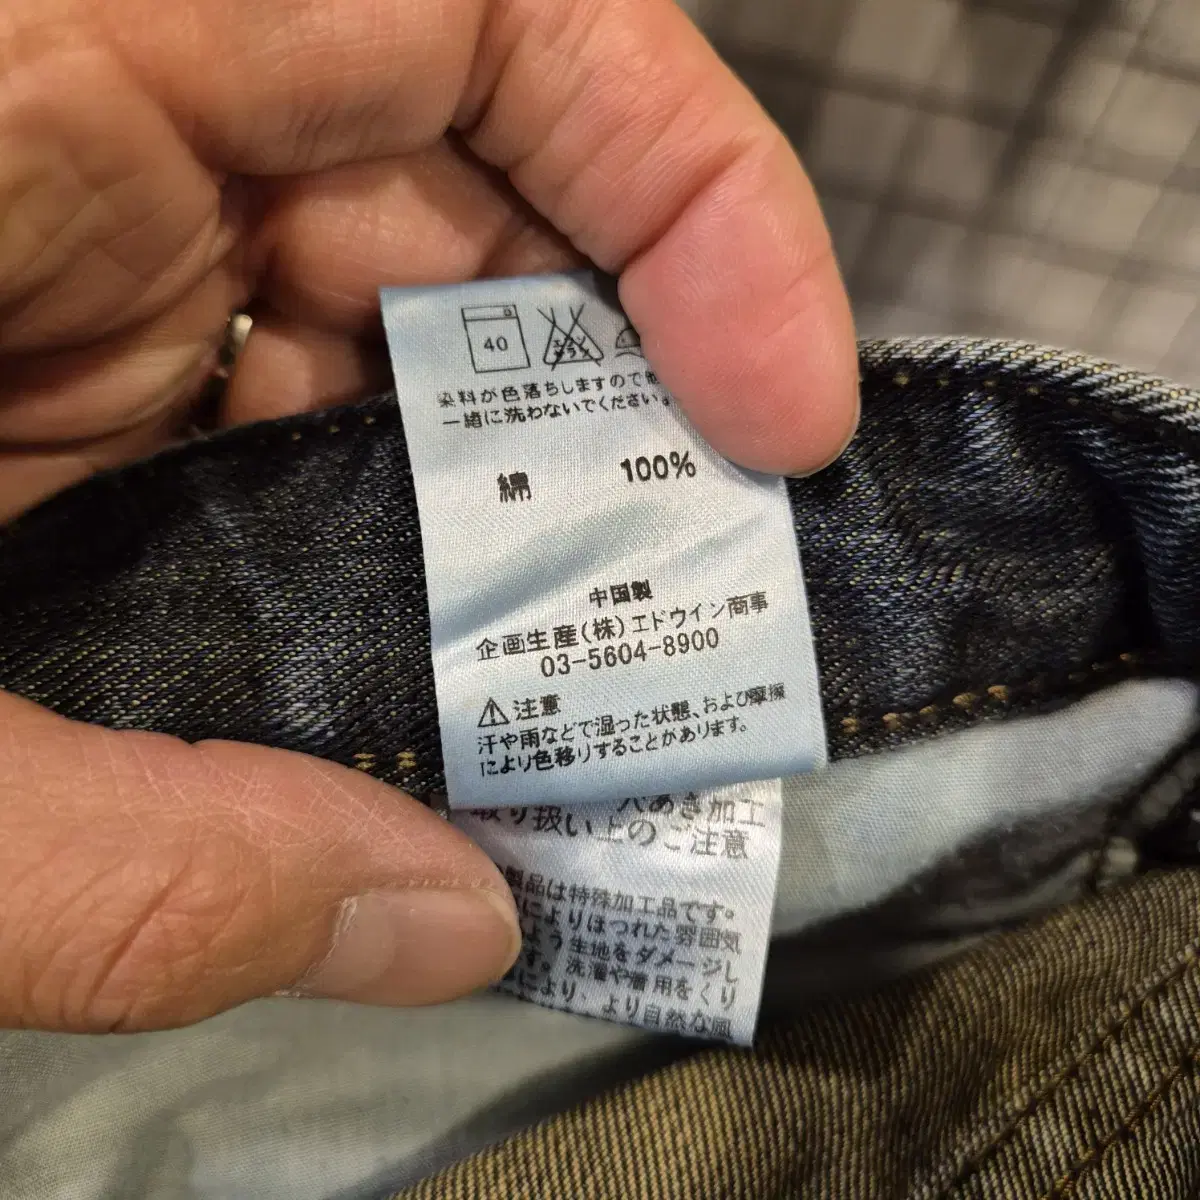 40
エンソ
サラシ
染料が色落ちしますので他
一緒に洗わないでください。
綿 100%
中国製
企画生産(株)エドウイン商事
03-5604-8900
注意
汗や雨などで湿った状態、および摩擦
により色移りすることがあります。
穴あき加工
取り扱い上のご注意
製品は特殊加工品です。
によりほつれた雰囲気
よう生地をダメージし
す。洗濯や着用をくり
により、より自然な風